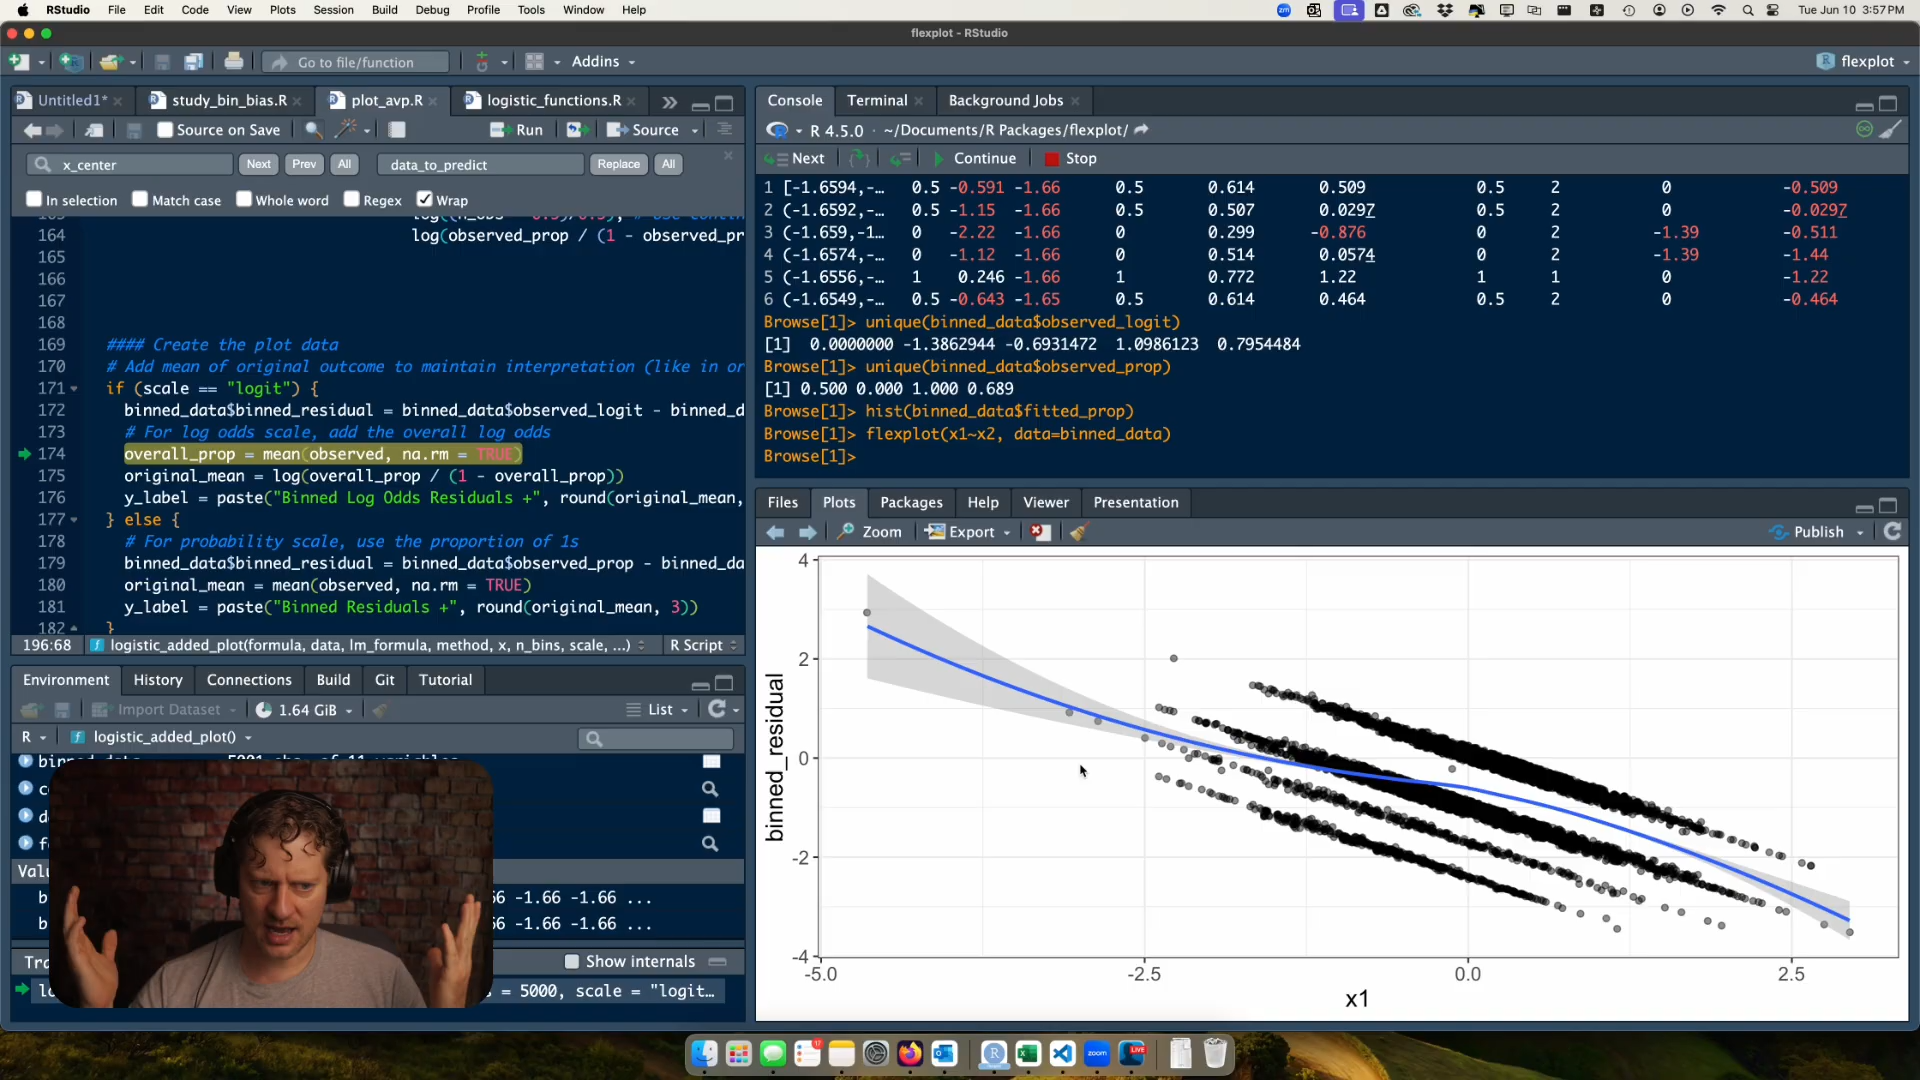 RStudio File Edit Code View Plots Session Build Debug Profile Tools Window Help
Tue Jun 10 3:57 PM
flexplot - RStudio
Go to file/function
Addins
flexplot
Untitled1*
study_bin_bias.R
plot_avp.R
logistic_functions.R
Source on Save
Run
Source
x_center
Next
Prev
All
data_to_predict
Replace
All
In selection
Match case
Whole word
Regex
Wrap
164 log(observed_prop / (1 - observed_pr
165
166
167
168
169 #### Create the plot data
170 # Add mean of original outcome to maintain interpretation (like in or
171 if (scale == "logit") {
172 binned_data$binned_residual = binned_data$observed_logit - binned_d
173 # For log odds scale, add the overall log odds
174 overall_prop = mean(observed, na.rm = TRUE)
175 original_mean = log(overall_prop / (1 - overall_prop))
176 y_label = paste("Binned Log Odds Residuals +", round(original_mean,
177 } else {
178 # For probability scale, use the proportion of 1s
179 binned_data$binned_residual = binned_data$observed_prop - binned_da
180 original_mean = mean(observed, na.rm = TRUE)
181 y_label = paste("Binned Residuals +", round(original_mean, 3))
182 }
196:68 logistic_added_plot(formula, data, lm_formula, method, x, n_bins, scale, ...) R Script
Environment History Connections Build Git Tutorial
Import Dataset 1.64 GiB List
R logistic_added_plot()
Show internals
= 5000, scale = "logit…
66 -1.66 -1.66 ...
66 -1.66 -1.66 ...
Console Terminal Background Jobs
R 4.5.0 · ~/Documents/R Packages/flexplot/
Next Continue Stop
1 [-1.6594,-… 0.5 -0.591 -1.66 0.5 0.614 0.509 0.5 2 0 -0.509
2 (-1.6592,-… 0.5 -1.15 -1.66 0.5 0.507 0.0297 0.5 2 0 -0.0297
3 (-1.659,-1… 0 -2.22 -1.66 0 0.299 -0.876 0 2 -1.39 -0.511
4 (-1.6574,-… 0 -1.12 -1.66 0 0.514 0.0574 0 2 -1.39 -1.44
5 (-1.6556,-… 1 0.246 -1.66 1 0.772 1.22 1 1 0 -1.22
6 (-1.6549,-… 0.5 -0.643 -1.65 0.5 0.614 0.464 0.5 2 0 -0.464
Browse[1]> unique(binned_data$observed_logit)
[1] 0.0000000 -1.3862944 -0.6931472 1.0986123 0.7954484
Browse[1]> unique(binned_data$observed_prop)
[1] 0.500 0.000 1.000 0.689
Browse[1]> hist(binned_data$fitted_prop)
Browse[1]> flexplot(x1~x2, data=binned_data)
Browse[1]>
Files Plots Packages Help Viewer Presentation
Zoom Export Publish
4
2
0
-2
-4
binned_residual
-5.0 -2.5 0.0 2.5
x1